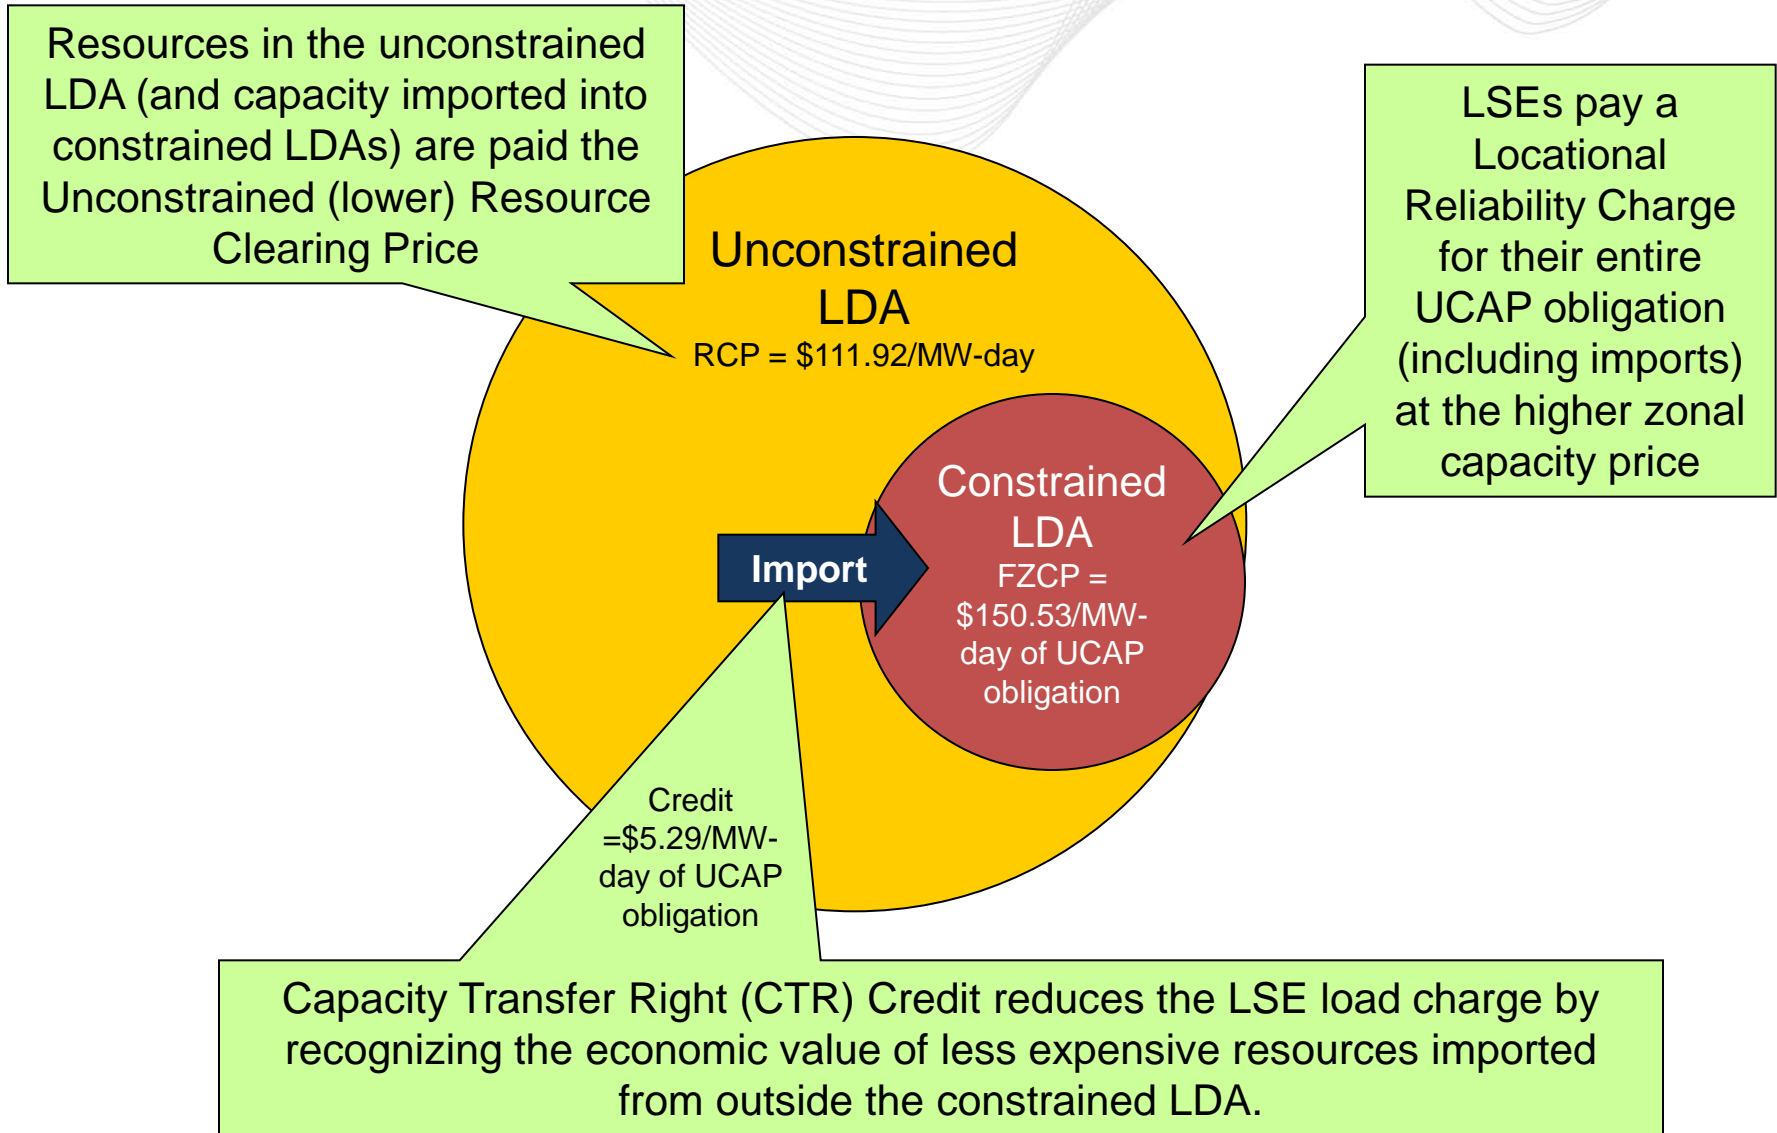 Resources in the unconstrained
LDA (and capacity imported into
constrained LDAs) are paid the
Unconstrained (lower) Resource
Clearing Price
LSEs pay a
Locational
Reliability Charge
for their entire
UCAP obligation
(including imports)
at the higher zonal
capacity price
Unconstrained
LDA
RCP = $111.92/MW-day
Constrained
LDA
FZCP =
$150.53/MW-
day of UCAP
obligation
Import
Credit
=$5.29/MW-
day of UCAP
obligation
Capacity Transfer Right (CTR) Credit reduces the LSE load charge by
recognizing the economic value of less expensive resources imported
from outside the constrained LDA.